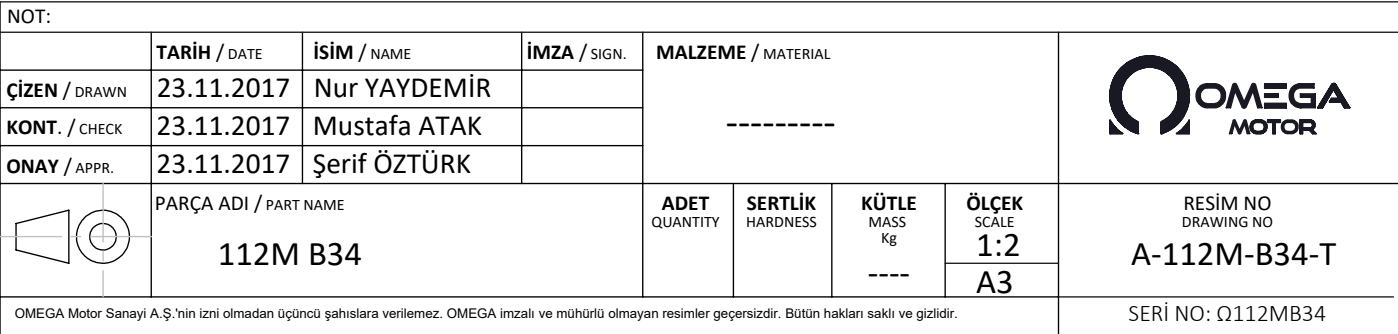 NOT:
TARİH / DATE İSİM / NAME İMZA / SIGN. MALZEME / MATERIAL
ÇİZEN / DRAWN 23.11.2017 Nur YAYDEMİR
KONT. / CHECK 23.11.2017 Mustafa ATAK
ONAY / APPR. 23.11.2017 Şerif ÖZTÜRK
---------
OMEGA
MOTOR
PARÇA ADI / PART NAME
112M B34
ADET
QUANTITY
SERTLİK
HARDNESS
KÜTLE
MASS
Kg
----
ÖLÇEK
SCALE
1:2
A3
RESİM NO
DRAWING NO
A-112M-B34-T
OMEGA Motor Sanayi A.Ş.'nin izni olmadan üçüncü şahıslara verilemez. OMEGA imzalı ve mühürlü olmayan resimler geçersizdir. Bütün hakları saklı ve gizlidir.
SERİ NO: Ω112MB34